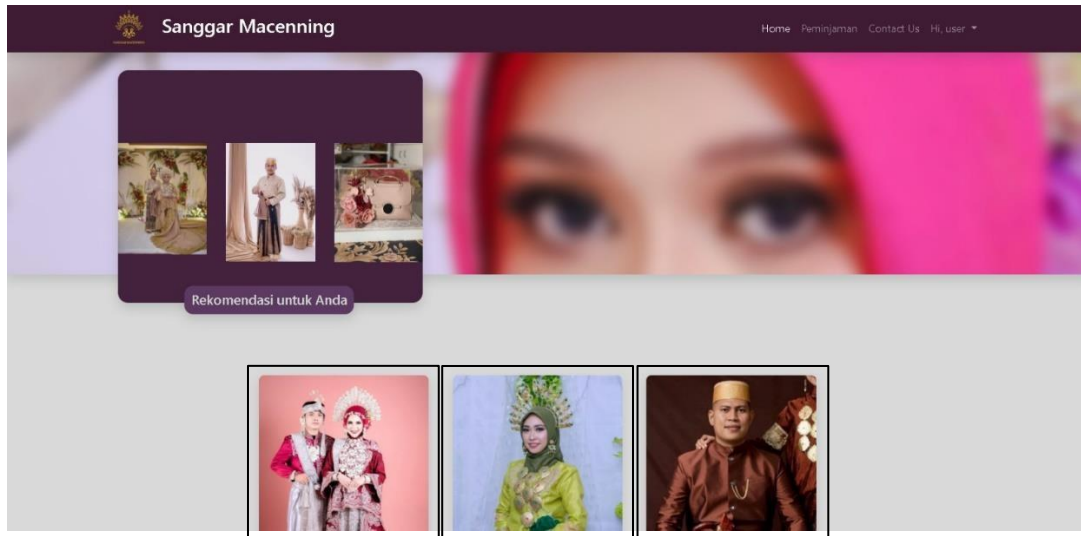 Sanggar Macenning
Home Peminjaman Contact Us Hi, user
Rekomendasi untuk Anda